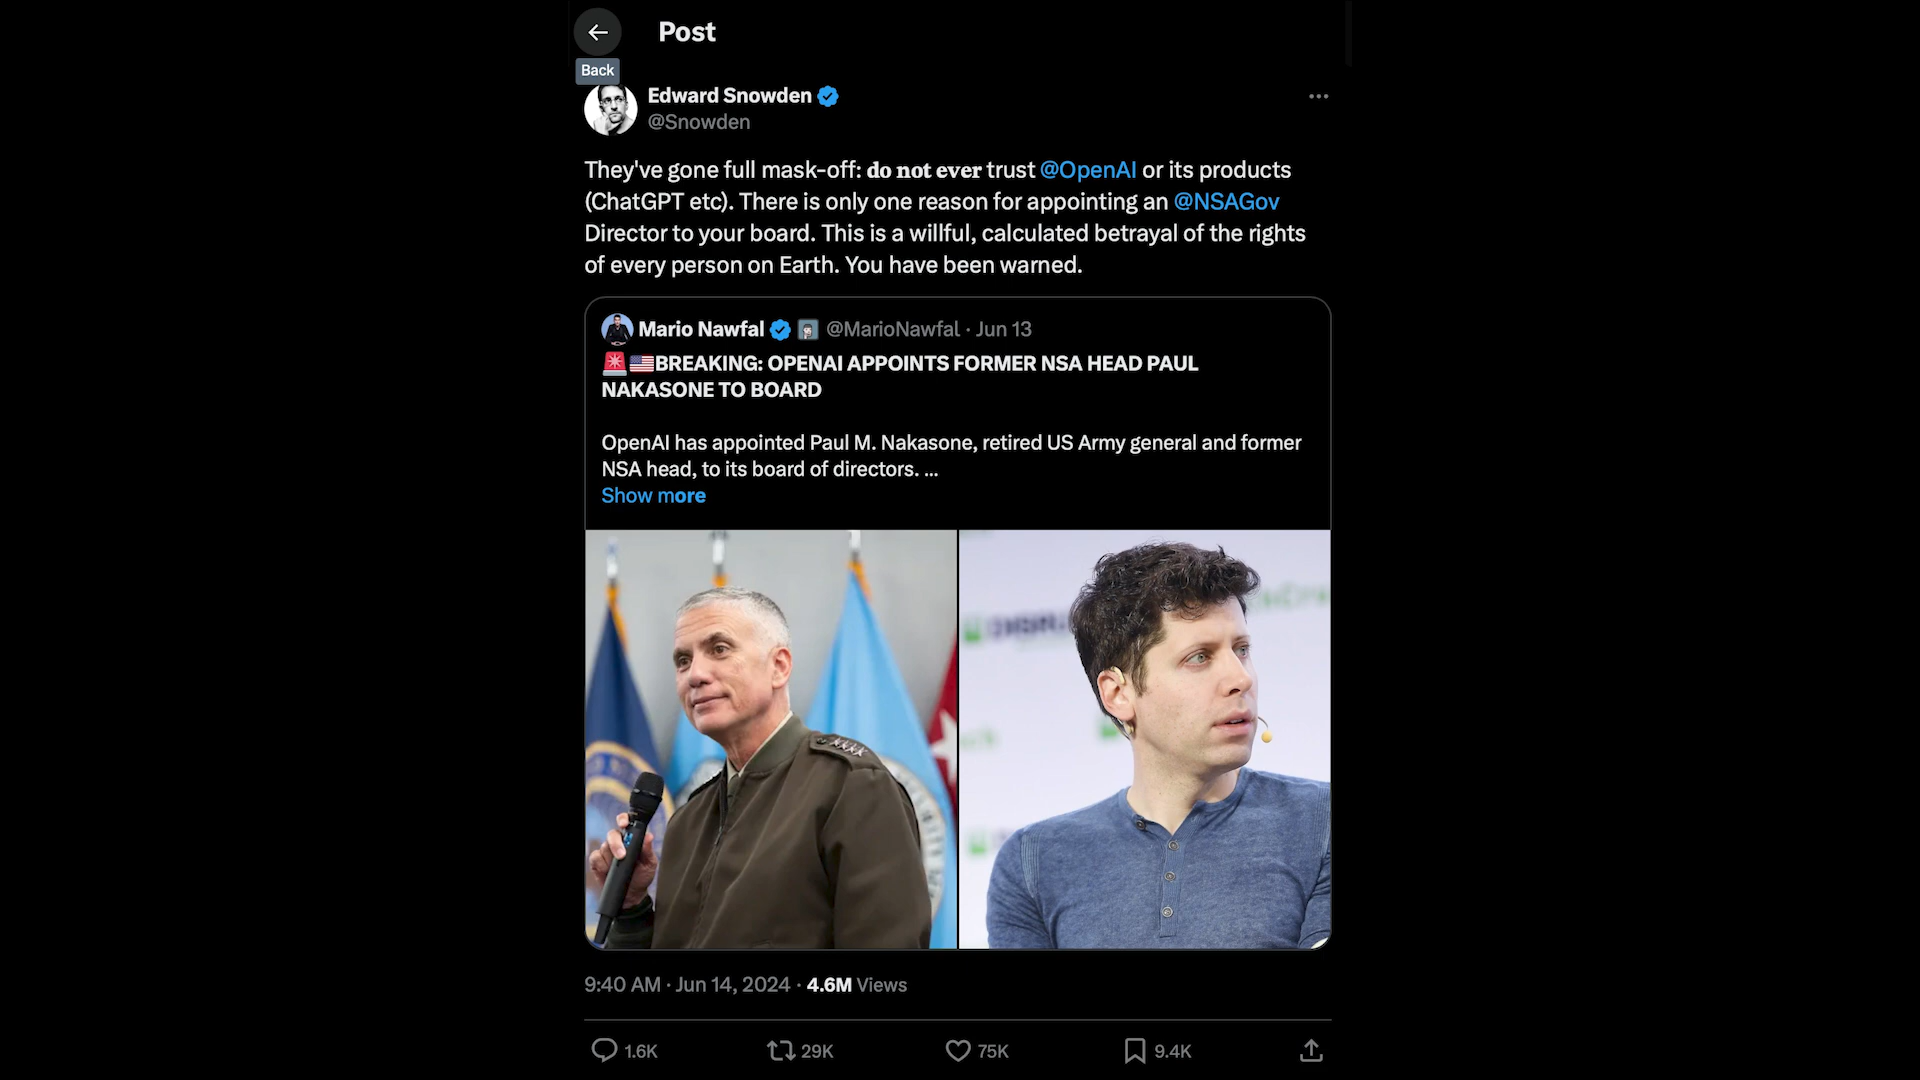 Post
Back
Edward Snowden
@Snowden
They've gone full mask-off: do not ever trust @OpenAI or its products
(ChatGPT etc). There is only one reason for appointing an @NSAGov
Director to your board. This is a willful, calculated betrayal of the rights
of every person on Earth. You have been warned.
Mario Nawfal @MarioNawfal · Jun 13
🚨🇺🇸BREAKING: OPENAI APPOINTS FORMER NSA HEAD PAUL
NAKASONE TO BOARD
OpenAI has appointed Paul M. Nakasone, retired US Army general and former
NSA head, to its board of directors. ...
Show more
9:40 AM · Jun 14, 2024 · 4.6M Views
1.6K 29K 75K 9.4K